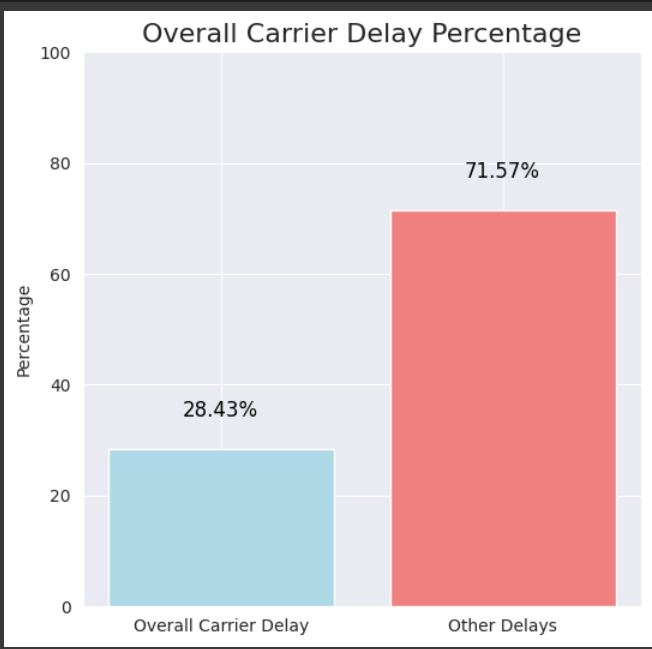 Overall Carrier Delay Percentage
100
80
60
40
20
0
Percentage
71.57%
28.43%
Overall Carrier Delay
Other Delays